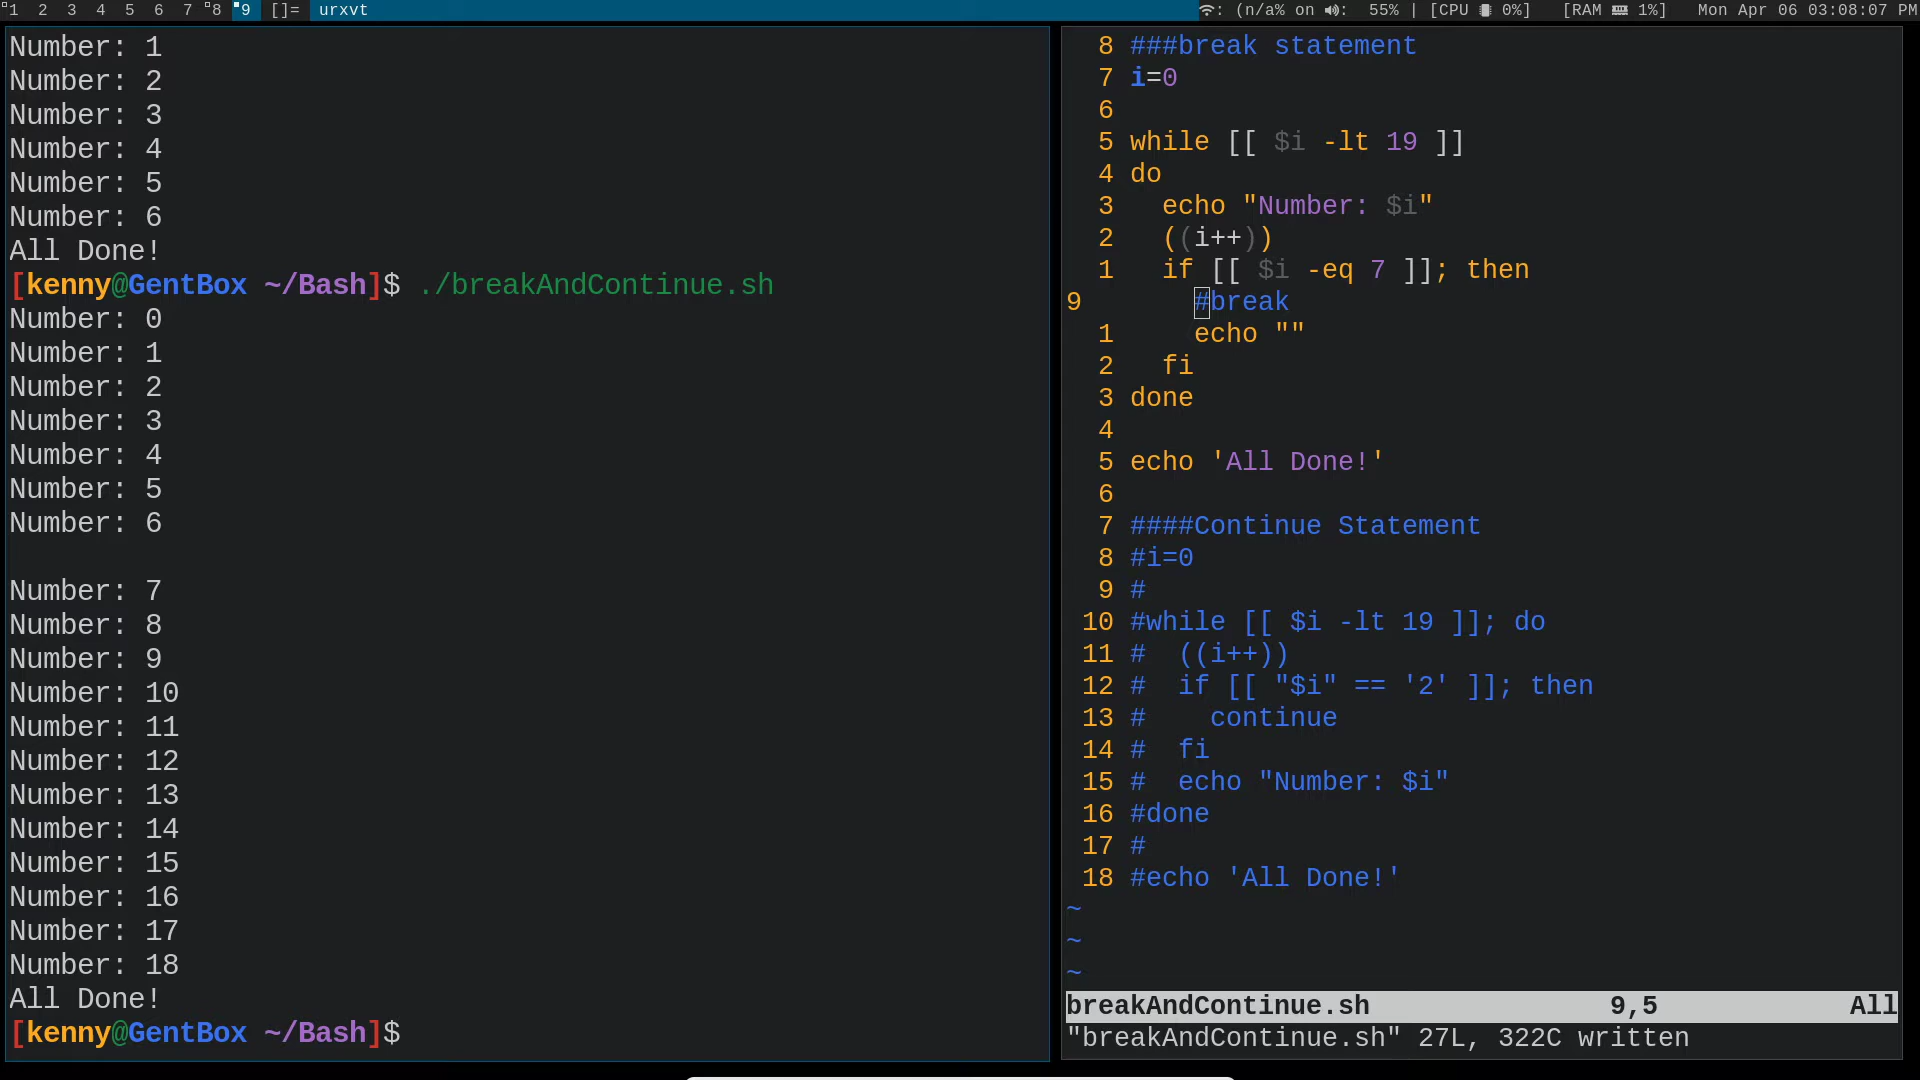 1 2 3 4 5 6 7 8 9 []= urxvt : (n/a% on : 55% | [CPU 0%] [RAM 1%] Mon Apr 06 03:08:07 PM
Number: 1
Number: 2
Number: 3
Number: 4
Number: 5
Number: 6
All Done!
[kenny@GentBox ~/Bash]$ ./breakAndContinue.sh
Number: 0
Number: 1
Number: 2
Number: 3
Number: 4
Number: 5
Number: 6

Number: 7
Number: 8
Number: 9
Number: 10
Number: 11
Number: 12
Number: 13
Number: 14
Number: 15
Number: 16
Number: 17
Number: 18
All Done!
[kenny@GentBox ~/Bash]$
8 ###break statement
7 i=0
6
5 while [[ $i -lt 19 ]]
4 do
3   echo "Number: $i"
2   ((i++))
1   if [[ $i -eq 7 ]]; then
9     #break
1     echo ""
2   fi
3 done
4
5 echo 'All Done!'
6
7 ####Continue Statement
8 #i=0
9 #
10 #while [[ $i -lt 19 ]]; do
11 #  ((i++))
12 #  if [[ "$i" == '2' ]]; then
13 #    continue
14 #  fi
15 #  echo "Number: $i"
16 #done
17 #
18 #echo 'All Done!'
~
~
~
breakAndContinue.sh 9,5 All
"breakAndContinue.sh" 27L, 322C written